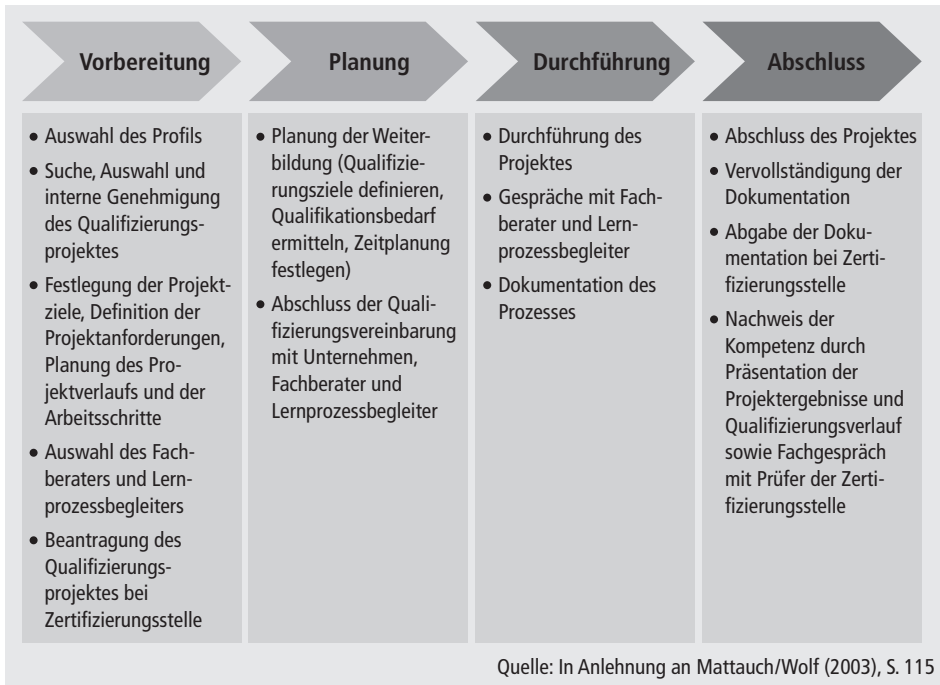 Vorbereitung
• Auswahl des Profils
• Suche, Auswahl und
interne Genehmigung
des Qualifizierungs-
projektes
• Festlegung der Projekt-
ziele, Definition der
Projektanforderungen,
Planung des Pro-
jektverlaufs und der
Arbeitsschritte
• Auswahl des Fach-
beraters und Lern-
prozessbegleiters
• Beantragung des
Qualifizierungs-
projektes bei
Zertifizierungsstelle
Planung
• Planung der Weiter-
bildung (Qualifizie-
rungsziele definieren,
Qualifikationsbedarf
ermitteln, Zeitplanung
festlegen)
• Abschluss der Quali-
fizierungsvereinbarung
mit Unternehmen,
Fachberater und
Lernprozessbegleiter
Durchführung
• Durchführung des
Projektes
• Gespräche mit Fach-
berater und Lern-
prozessbegleiter
• Dokumentation des
Prozesses
Abschluss
• Abschluss des Projektes
• Vervollständigung der
Dokumentation
• Abgabe der Doku-
mentation bei Zerti-
fizierungsstelle
• Nachweis der
Kompetenz durch
Präsentation der
Projektergebnisse und
Qualifizierungsverlauf
sowie Fachgespräch
mit Prüfer der Zerti-
fizierungsstelle
Quelle: In Anlehnung an Mattauch/Wolf (2003), S. 115